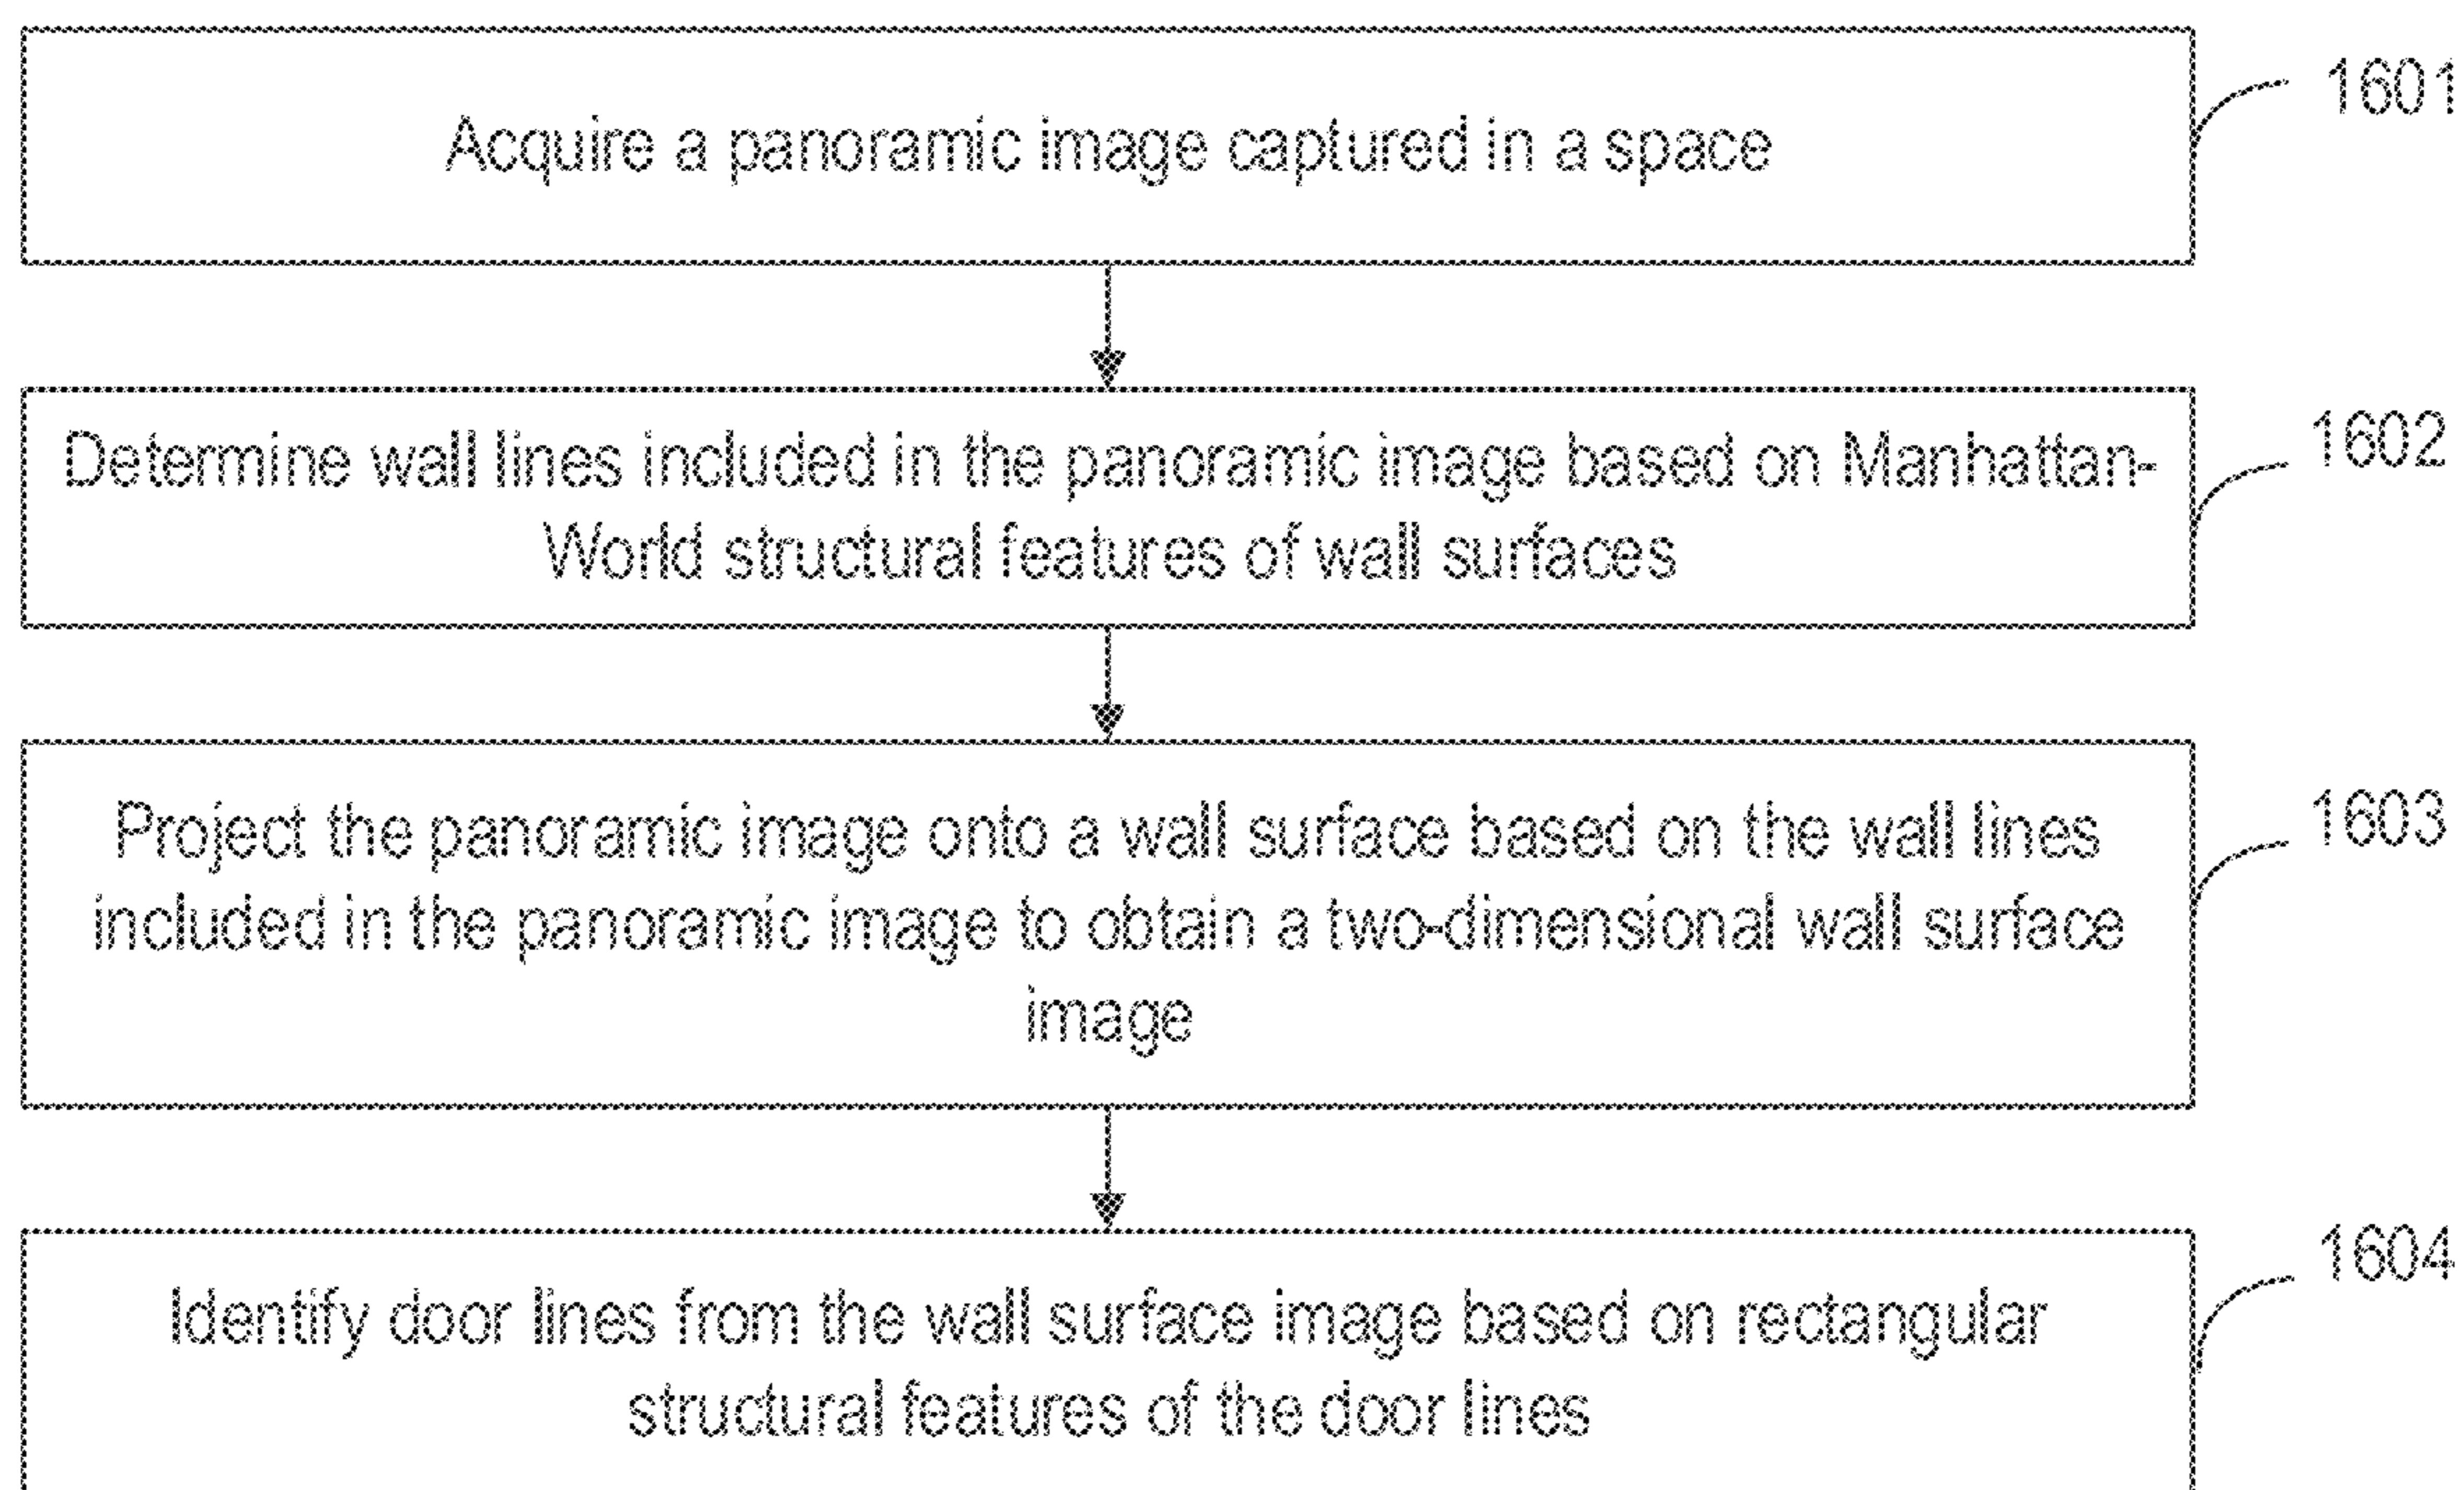 Acquire a panoramic image captured in a space
1601
Determine wall lines included in the panoramic image based on Manhattan-
World structural features of wall surfaces
1602
Project the panoramic image onto a wall surface based on the wall lines
included in the panoramic image to obtain a two-dimensional wall surface
image
1603
Identify door lines from the wall surface image based on rectangular
structural features of the door lines
1604